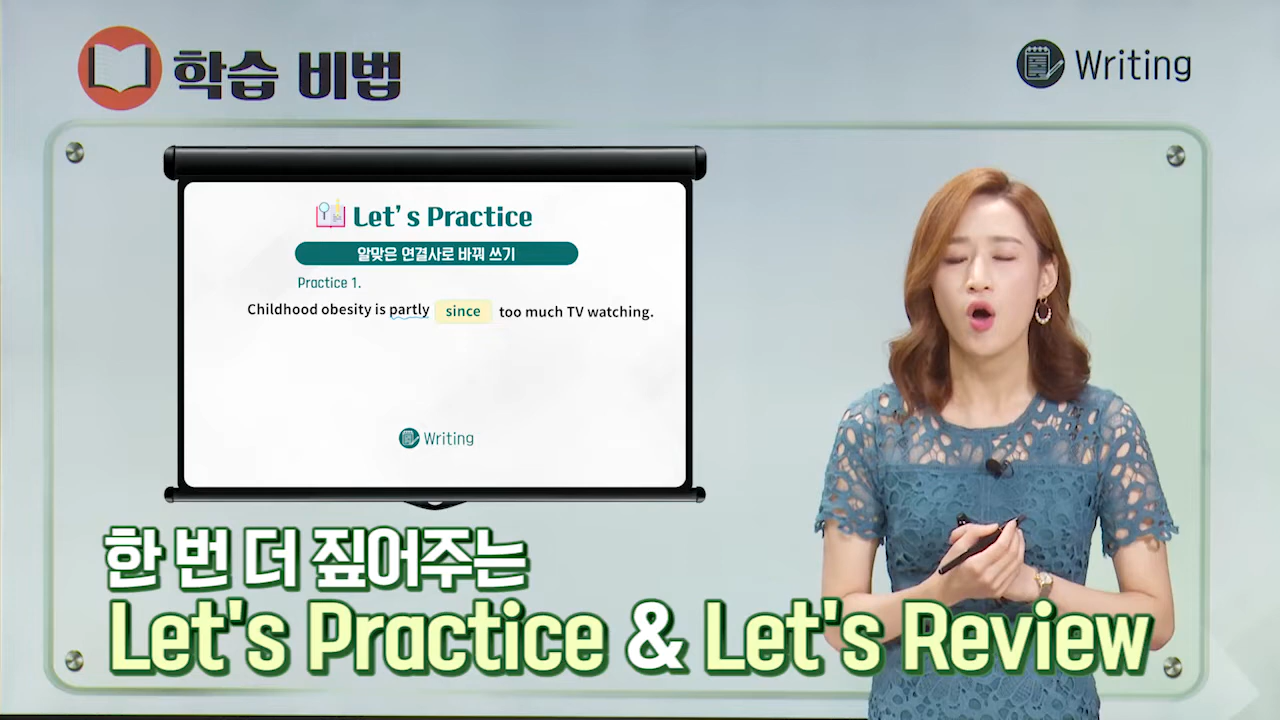 학습 비법
Writing
Let's Practice
알맞은 연결사로 바꿔 쓰기
Practice 1.
Childhood obesity is partly since too much TV watching.
Writing
한 번 더 짚어주는
Let's Practice & Let's Review